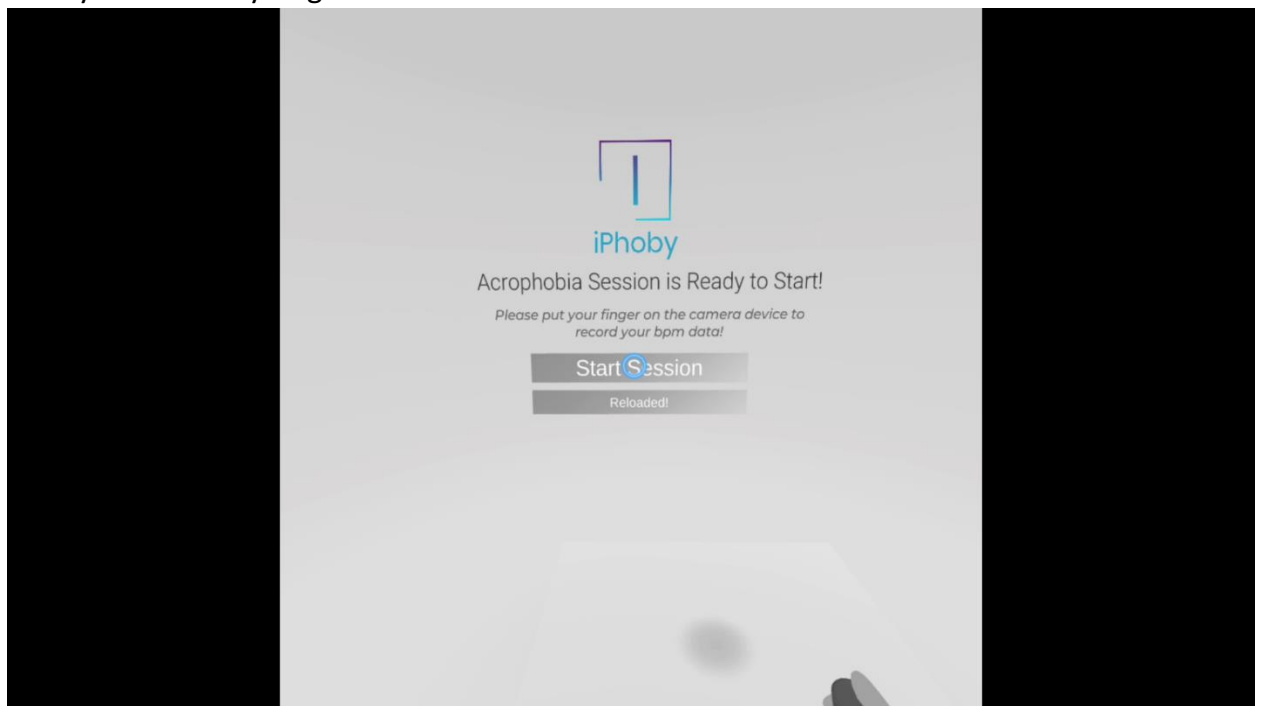 iPhoby
Acrophobia Session is Ready to Start!
Please put your finger on the camera device to
record your bpm data!
Start Session
Reloaded!